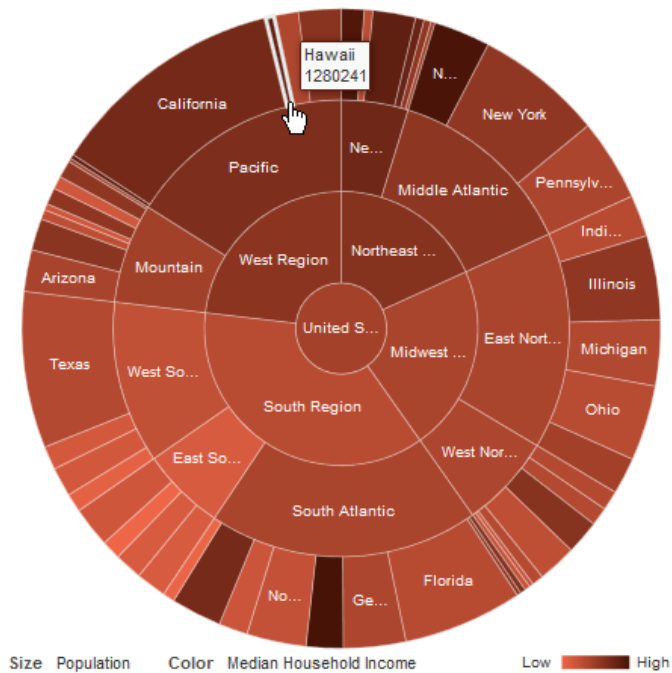 Hawaii
1280241
N...
California
New York
Ne...
Pacific
Pennsylv...
Middle Atlantic
Indi...
West Region
Northeast ...
Mountain
Arizona
Illinois
United S...
East Nort...
Michigan
Midwest ...
Texas
West So...
South Region
Ohio
East So...
West Nor...
South Atlantic
Florida
No...
Ge...
Size Population Color Median Household Income Low High